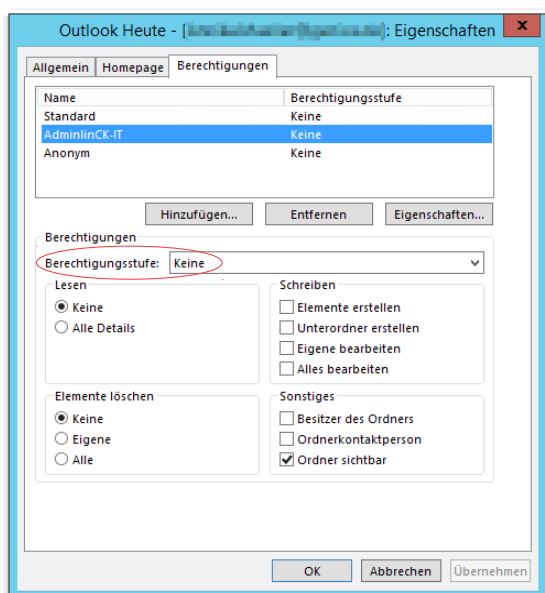 Outlook Heute - [ ]: Eigenschaften
Allgemein Homepage Berechtigungen
Name Berechtigungsstufe
Standard Keine
AdminlinCK-IT Keine
Anonym Keine
Hinzufügen... Entfernen Eigenschaften...
Berechtigungen
Berechtigungsstufe: Keine
Lesen
Keine
Alle Details
Schreiben
Elemente erstellen
Unterordner erstellen
Eigene bearbeiten
Alles bearbeiten
Elemente löschen
Keine
Eigene
Alle
Sonstiges
Besitzer des Ordners
Ordnerkontaktperson
Ordner sichtbar
OK Abbrechen Übernehmen